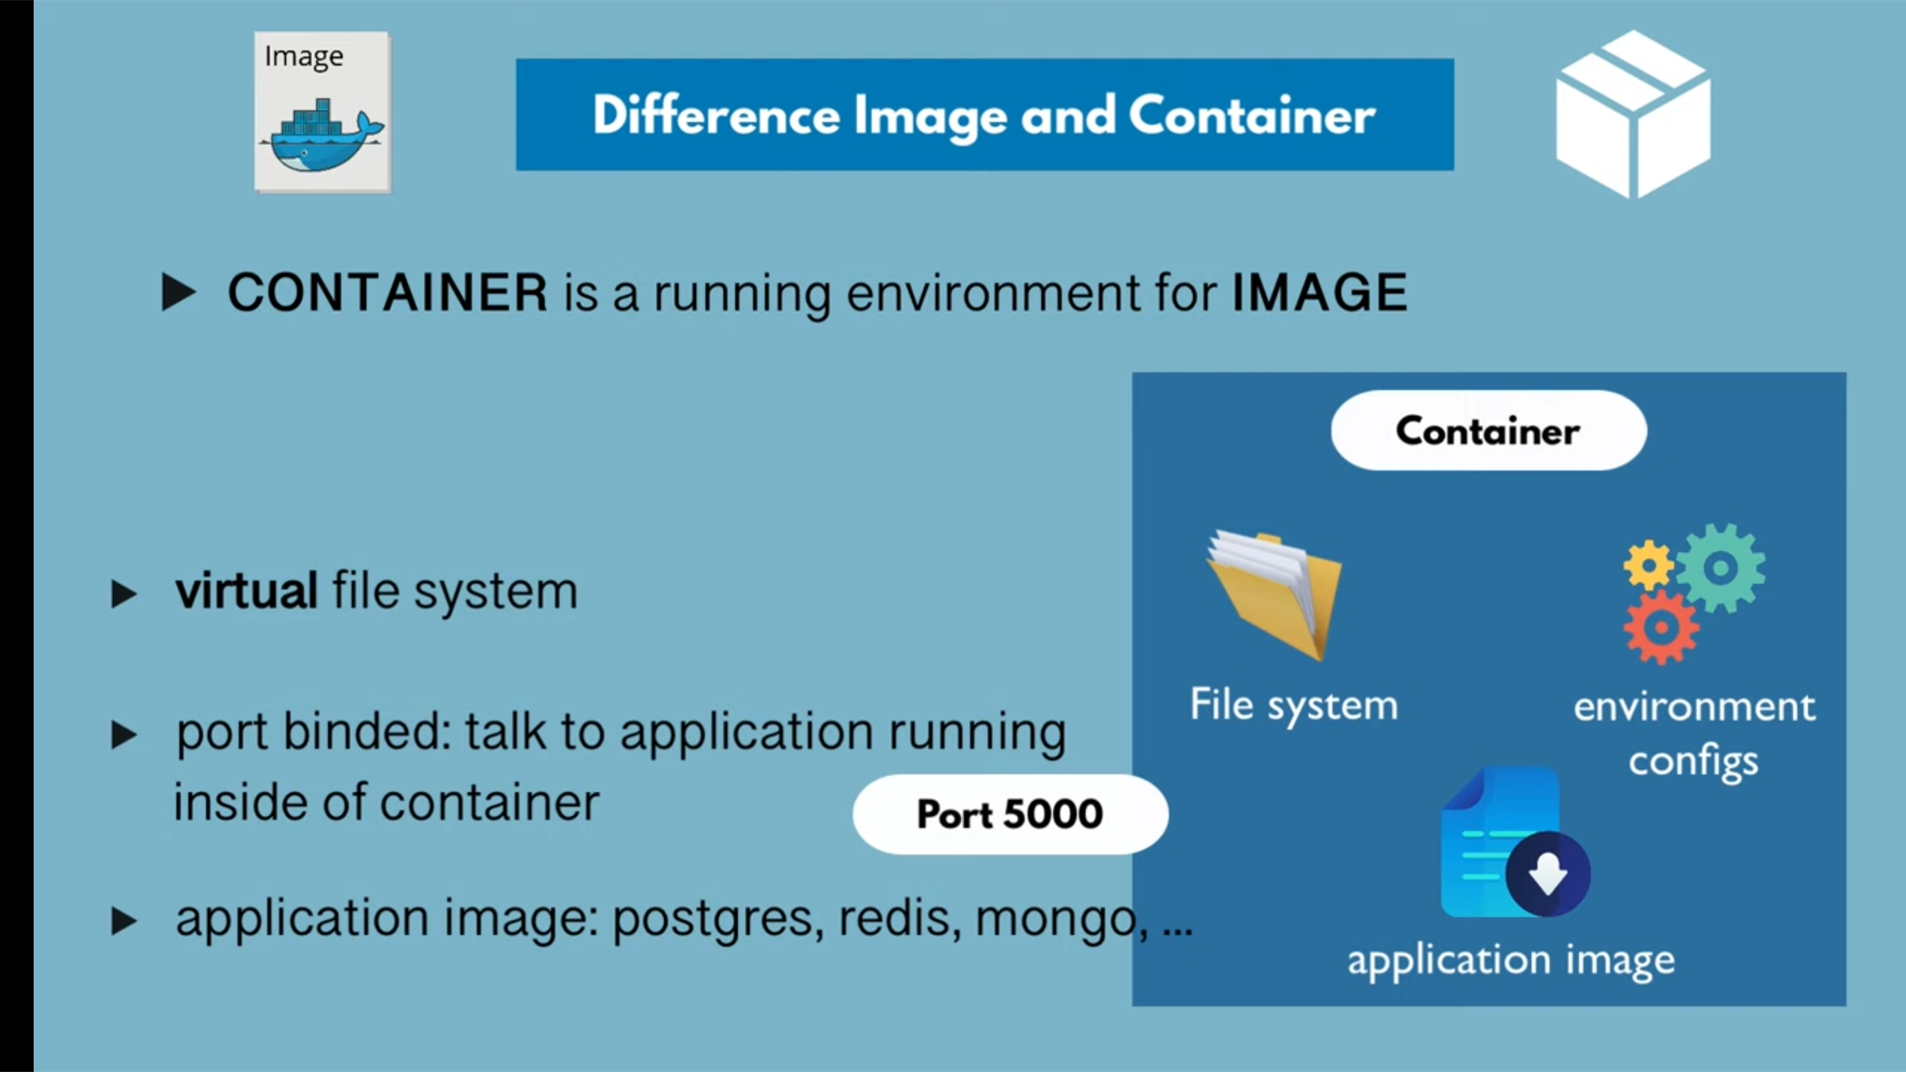 Image
Difference Image and Container
CONTAINER is a running environment for IMAGE
Container
virtual file system
File system
environment
configs
port binded: talk to application running
inside of container
Port 5000
application image: postgres, redis, mongo, ...
application image